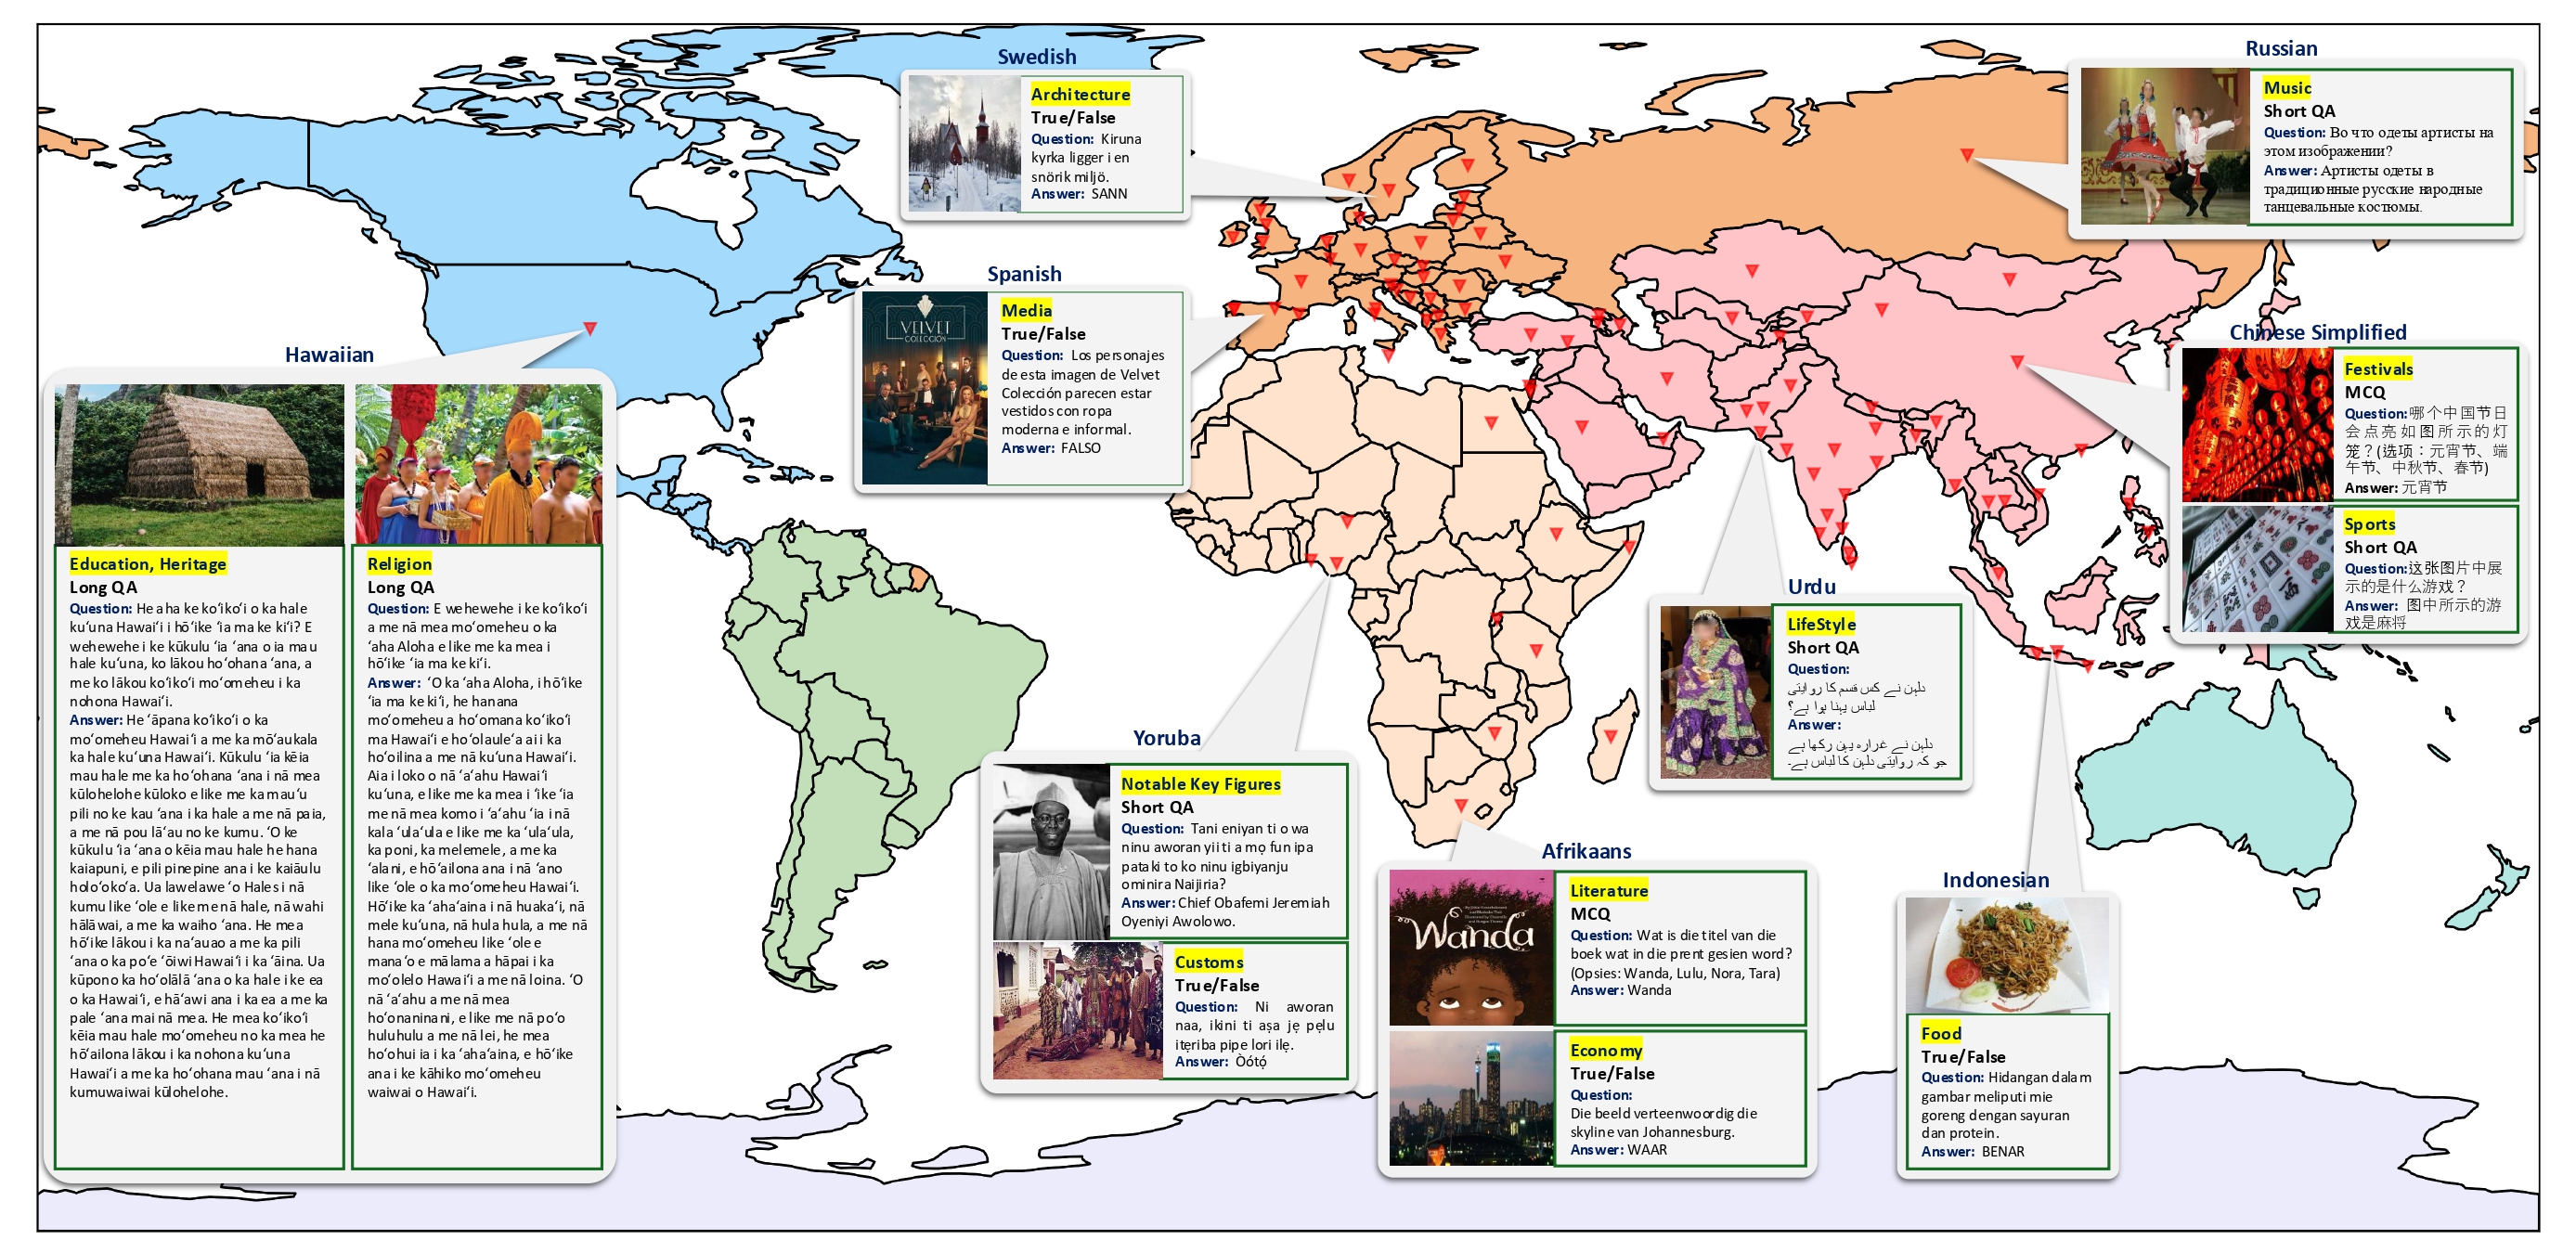 Swedish
Architecture
True/False
Question: Kiruna
kyrka ligger i en
snörik miljö.
Answer: SANN
Russian
Music
Short QA
Question: Во что одеты артисты на
этом изображении?
Answer: Артисты одеты в
традиционные русские народные
танцевальные костюмы.
Spanish
VELVET
COLECCIÓN
Media
True/False
Question: Los personajes
de esta imagen de Velvet
Colección parecen estar
vestidos con ropa
moderna e informal.
Answer: FALSO
Hawaiian
Education, Heritage
Long QA
Question: He aha ke koʻikoʻi o ka hale
kuʻuna Hawaiʻi i hōʻike ʻia ma ke kiʻi? E
wehewehe i ke kūkulu ʻia ʻana o ia mau
hale kuʻuna, ko lākou hoʻohana ʻana, a
me ko lākou koʻikoʻi moʻomeheu i ka
nohona Hawaiʻi.
Answer: He ʻāpana koʻikoʻi o ka
moʻomeheu Hawaiʻi a me ka mōʻaukala
ka hale kuʻuna Hawaiʻi. Kūkulu ʻia kēia
mau hale me ka hoʻohana ʻana i nā mea
kūlohelohe kūloko e like me ka mauʻu
pili no ke kau ʻana i ka hale a me nā paia,
a me nā pou lāʻau no ke kumu. ʻO ke
kūkulu ʻia ʻana o kēia mau hale he hana
kaiapuni, e pili pinepine ana i ke kaiāulu
holoʻokoʻa. Ua lawelawe ʻo Hales i nā
kumu like ʻole e like me nā hale, nā wahi
hālāwai, a me ka waiho ʻana. He mea
hōʻike lākou i ka naʻauao a me ka pili
ʻana o ka poʻe ʻōiwi Hawaiʻi i ka ʻāina. Ua
kūpono ka hoʻolālā ʻana o ka hale i ke ea
o ka Hawaiʻi, e hāʻawi ana i ka ea a me ka
pale ʻana mai nā mea. He mea koʻikoʻi
kēia mau hale moʻomeheu no ka mea he
hōʻailona lākou i ka nohona kuʻuna
Hawaiʻi a me ka hoʻohana mau ʻana i nā
kumuwaiwai kūlohelohe.
Religion
Long QA
Question: E wehewehe i ke koʻikoʻi
a me nā mea moʻomeheu o ka
ʻaha Aloha e like me ka mea i
hōʻike ʻia ma ke kiʻi.
Answer: ʻO ka ʻaha Aloha, i hōʻike
ʻia ma ke kiʻi, he hanana
moʻomeheu a hoʻomana koʻikoʻi
ma Hawaiʻi e hoʻolauleʻa ai i ka
hoʻoilina a me nā kuʻuna Hawaiʻi.
Aia i loko o nā ʻaʻahu Hawaiʻi
kuʻuna, e like me ka mea i ʻike ʻia
me nā mea komo i ʻaʻahu ʻia i nā
kala ʻulaʻula e like me ka ʻulaʻula,
ka poni, ka melemele, a me ka
ʻalani, e hōʻailona ana i nā ʻano
like ʻole o ka moʻomeheu Hawaiʻi.
Hōʻike ka ʻahaʻaina i nā huakaʻi, nā
mele kuʻuna, nā hula hula, a me nā
hana moʻomeheu like ʻole e
manaʻo e mālama a hāpai i ka
moʻolelo Hawaiʻi a me nā loina. ʻO
nā ʻaʻahu a me nā mea
hoʻonaninani, e like me nā poʻo
huluhulu a me nā lei, he mea
hoʻohui ia i ka ʻahaʻaina, e hōʻike
ana i ke kāhiko moʻomeheu
waiwai o Hawaiʻi.
Chinese Simplified
Festivals
MCQ
Question:哪个中国节日
会点亮如图所示的灯
笼？(选项：元宵节、端
午节、中秋节、春节)
Answer: 元宵节
Sports
Short QA
Question:这张图片中展
示的是什么游戏？
Answer: 图中所示的游
戏是麻将
Urdu
LifeStyle
Short QA
Question:
دلہن نے کس قسم کا روایتی
لباس پہنا ہوا ہے؟
Answer:
دلہن نے غرارہ پہن رکھا ہے
جو کہ روایتی دلہن کا لباس ہے۔
Yoruba
Notable Key Figures
Short QA
Question: Tani eniyan ti o wa
ninu aworan yii ti a mọ fun ipa
pataki to ko ninu igbiyanju
ominira Naijiria?
Answer: Chief Obafemi Jeremiah
Oyeniyi Awolowo.
Customs
True/False
Question: Ni aworan
naa, ikini ti aṣa jẹ pẹlu
itẹriba pipe lori ilẹ.
Answer: Òótọ́
Afrikaans
Wanda
Literature
MCQ
Question: Wat is die titel van die
boek wat in die prent gesien word?
(Opsies: Wanda, Lulu, Nora, Tara)
Answer: Wanda
Economy
True/False
Question:
Die beeld verteenwoordig die
skyline van Johannesburg.
Answer: WAAR
Indonesian
Food
True/False
Question: Hidangan dalam
gambar meliputi mie
goreng dengan sayuran
dan protein.
Answer: BENAR